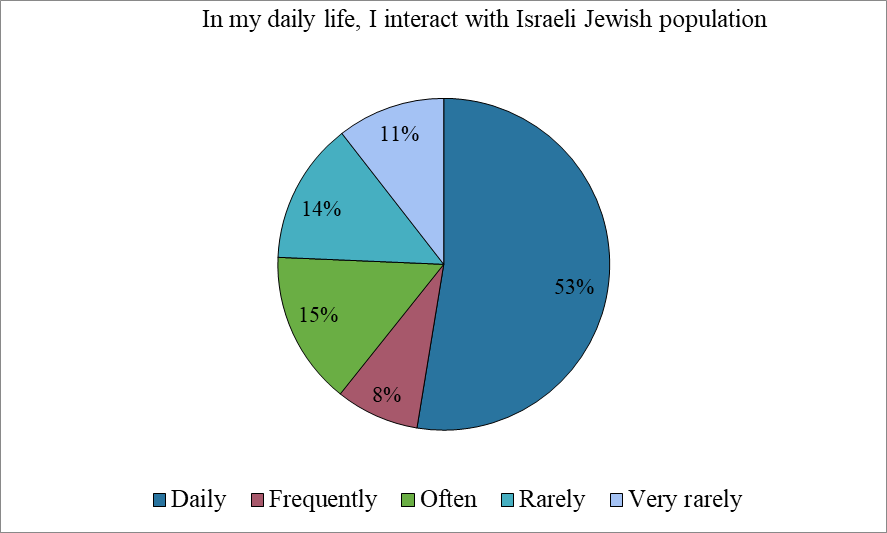 In my daily life, I interact with Israeli Jewish population
11%
14%
53%
15%
8%
Daily Frequently Often Rarely Very rarely